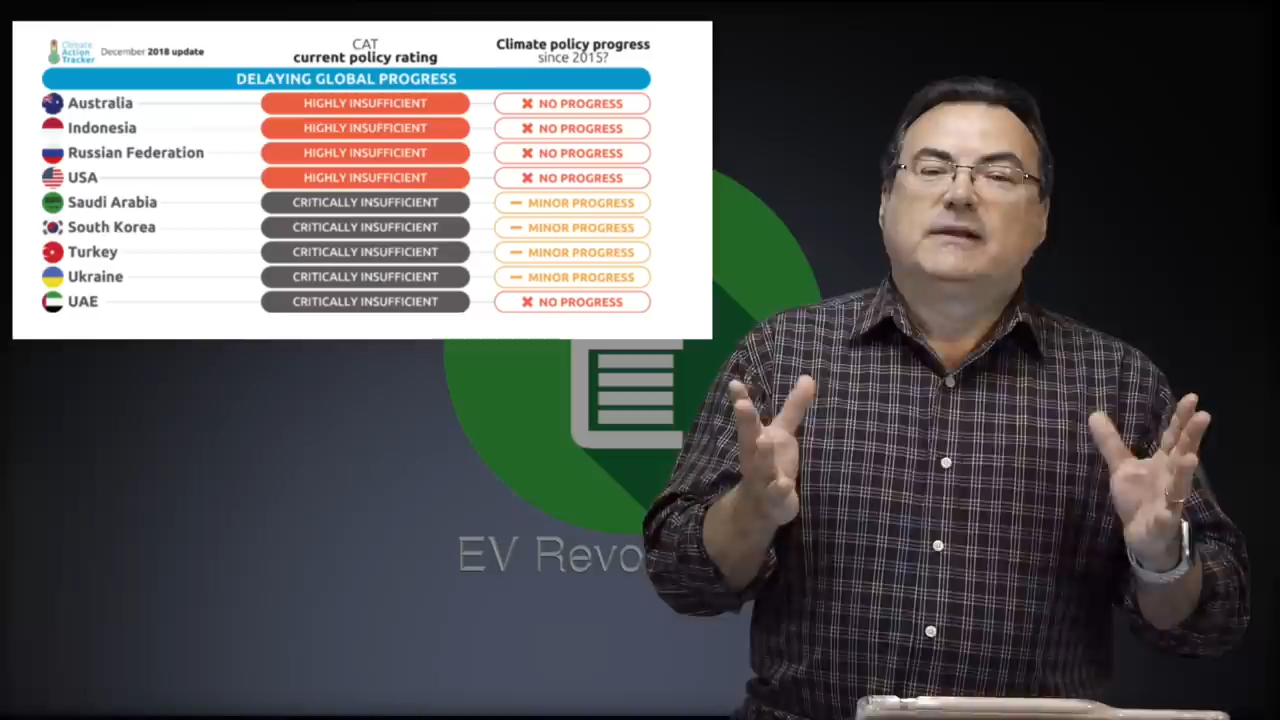 Climate
Action
Tracker
December 2018 update
CAT
current policy rating
Climate policy progress
since 2015?
DELAYING GLOBAL PROGRESS
Australia HIGHLY INSUFFICIENT NO PROGRESS
Indonesia HIGHLY INSUFFICIENT NO PROGRESS
Russian Federation HIGHLY INSUFFICIENT NO PROGRESS
USA HIGHLY INSUFFICIENT NO PROGRESS
Saudi Arabia CRITICALLY INSUFFICIENT MINOR PROGRESS
South Korea CRITICALLY INSUFFICIENT MINOR PROGRESS
Turkey CRITICALLY INSUFFICIENT MINOR PROGRESS
Ukraine CRITICALLY INSUFFICIENT MINOR PROGRESS
UAE CRITICALLY INSUFFICIENT NO PROGRESS
EV Revo